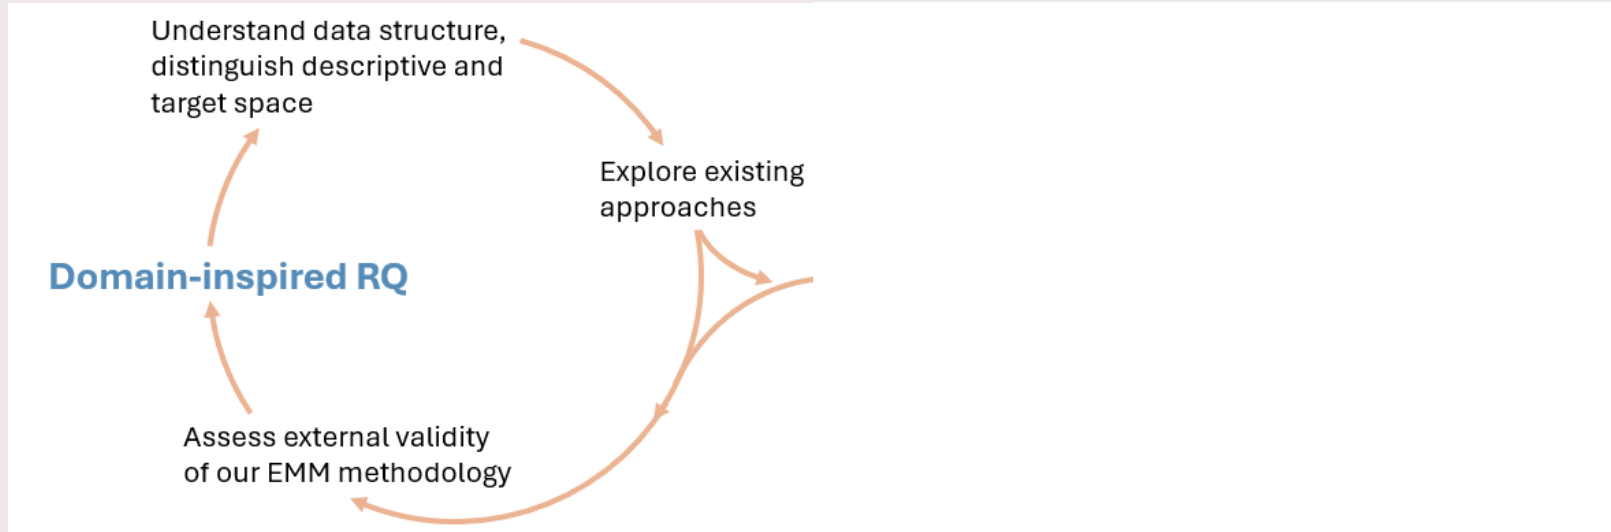 Understand data structure,
distinguish descriptive and
target space
Explore existing
approaches
Domain-inspired RQ
Assess external validity
of our EMM methodology